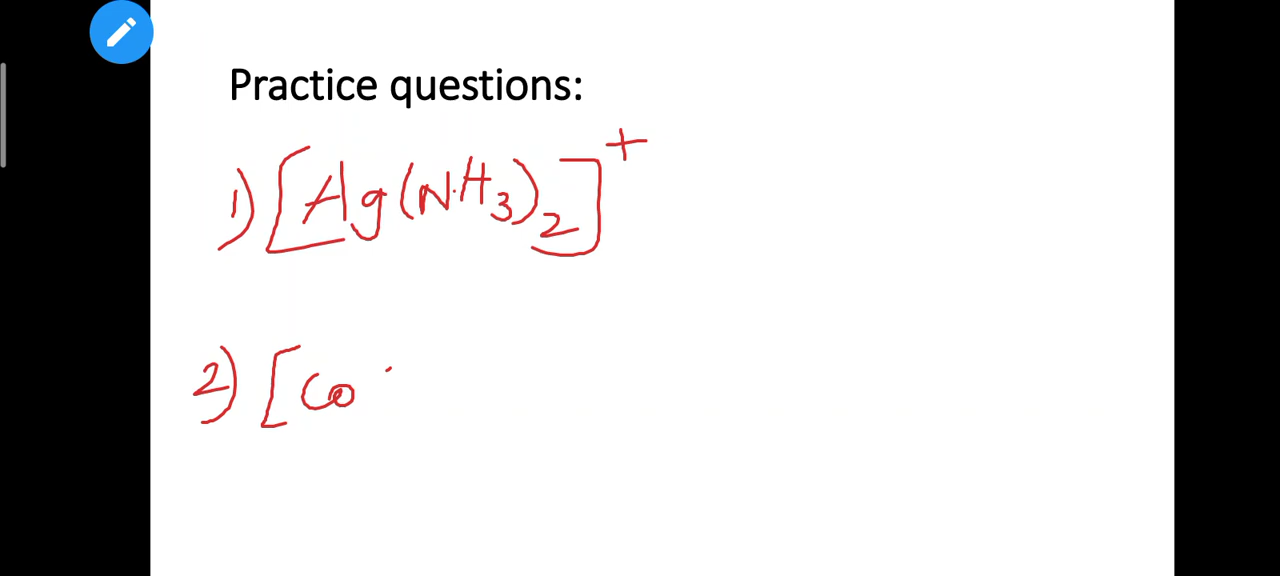 Practice questions:
1) [Ag(NH3)2]+
2) [Co